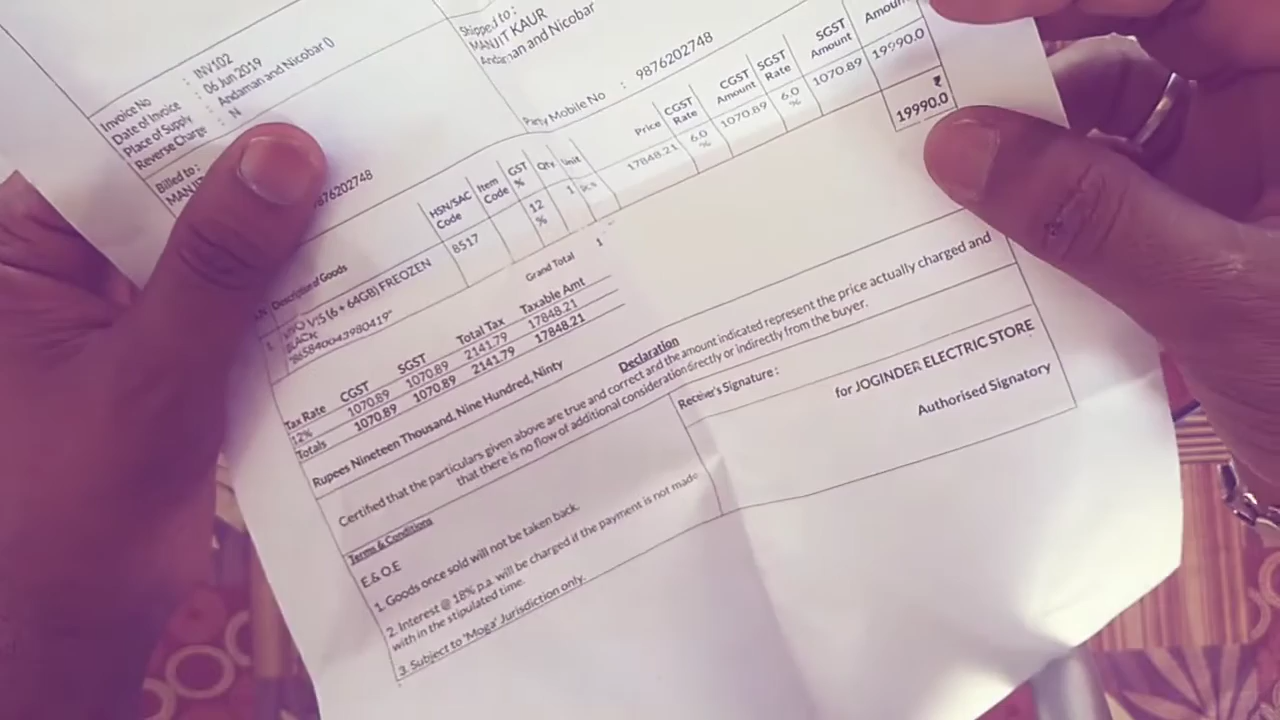 Invoice No : INV102
Date of Invoice : 06 Jun 2019
Place of Supply : Andaman and Nicobar ()
Reverse Charge : N
Shipped to :
MANJIT KAUR
Andaman and Nicobar
Party Mobile No : 9876202748
Billed to :
9876202748
Description of Goods HSN/SAC Code Item Code GST % Qty Unit Price CGST Rate CGST Amount SGST Rate SGST Amount Amount
1 VIVO V15 (6 + 64GB) FREOZEN BLACK 8517 12 % 1 Pcs 17848.21 6.0 % 1070.89 6.0 % 1070.89 19990.0
"865840043980419"
Grand Total 1 ₹ 19990.0
Tax Rate CGST SGST Total Tax Taxable Amt
12% 1070.89 1070.89 2141.79 17848.21
Totals 1070.89 1070.89 2141.79 17848.21
Rupees Nineteen Thousand, Nine Hundred, Ninty
Declaration
Certified that the particulars given above are true and correct and the amount indicated represent the price actually charged and
that there is no flow of additional consideration directly or indirectly from the buyer.
Terms & Conditions
E.& O.E
1. Goods once sold will not be taken back.
2. Interest @ 18% p.a. will be charged if the payment is not made
with in the stipulated time.
3. Subject to 'Moga' Jurisdiction only.
Receiver's Signature :
for JOGINDER ELECTRIC STORE
Authorised Signatory